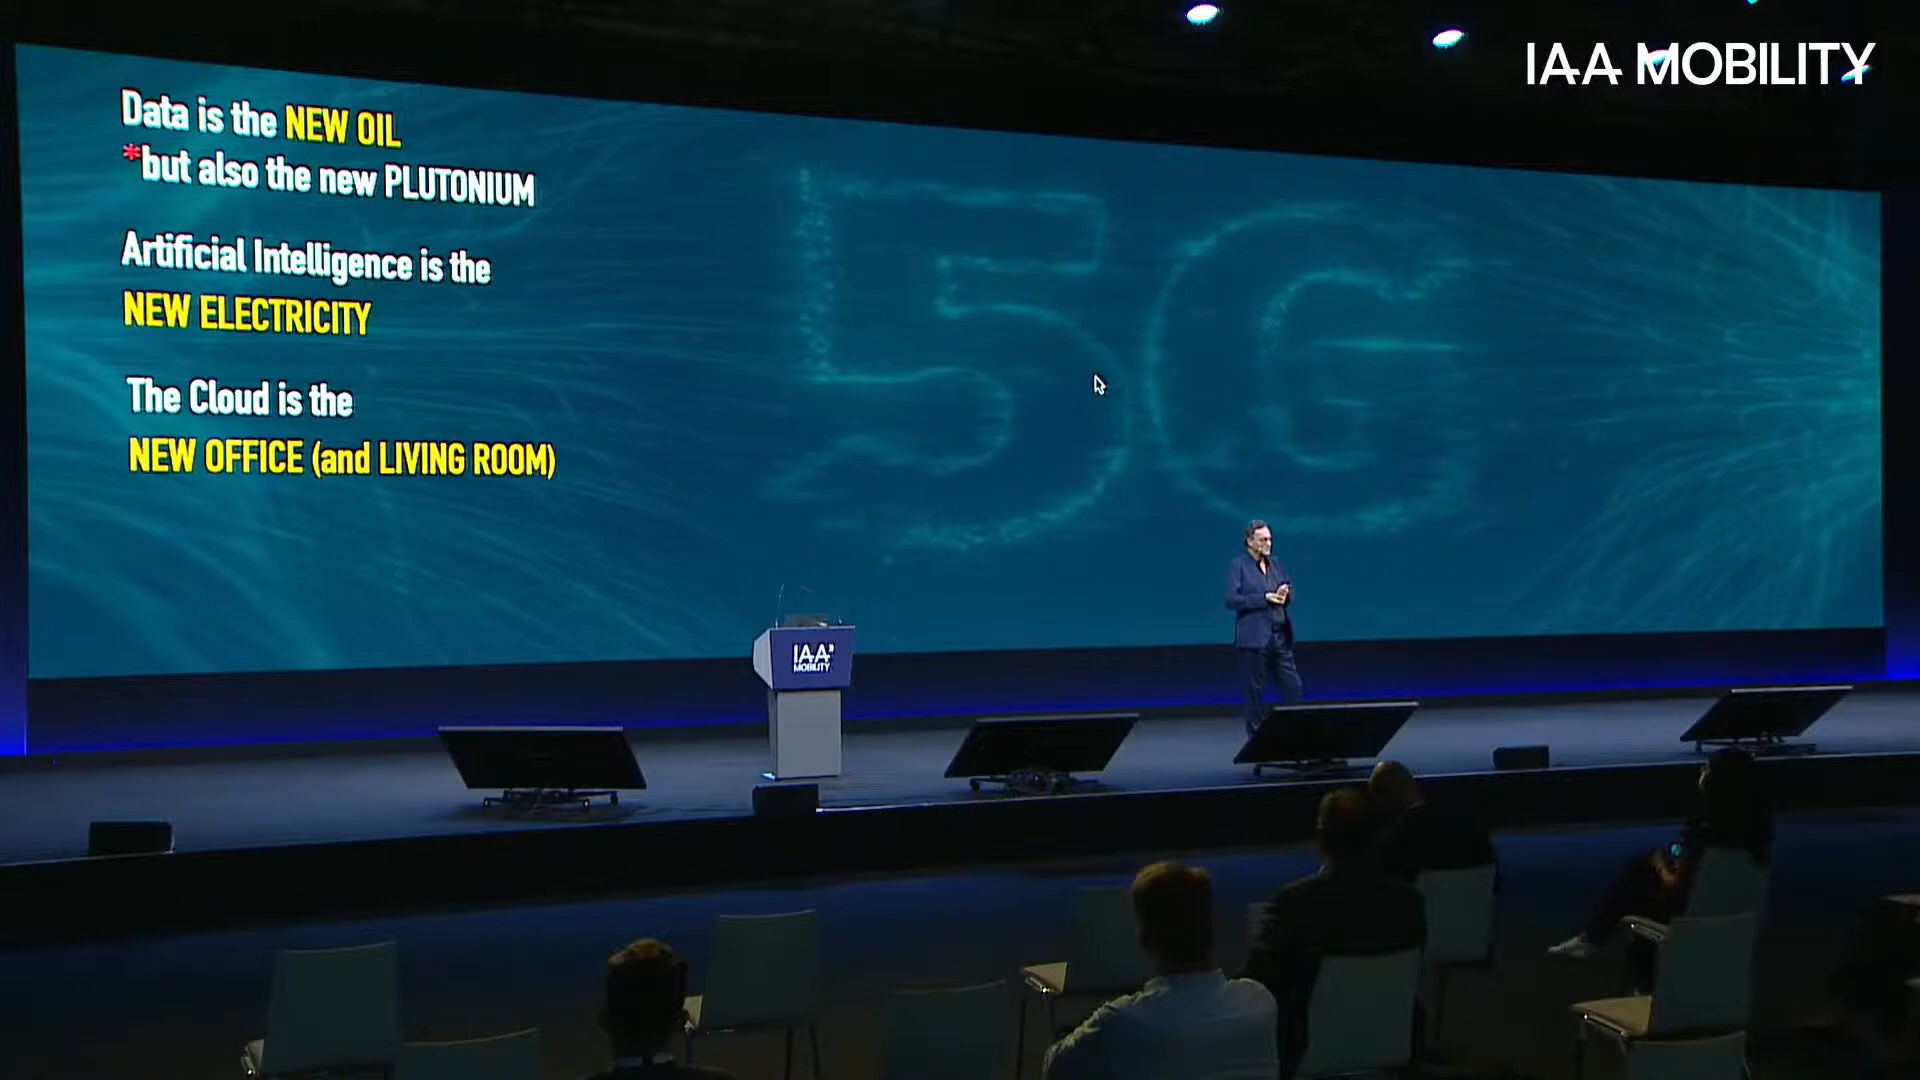 IAA MOBILITY
Data is the NEW OIL
*but also the new PLUTONIUM
Artificial Intelligence is the
NEW ELECTRICITY
The Cloud is the
NEW OFFICE (and LIVING ROOM)
5G
IAA
MOBILITY